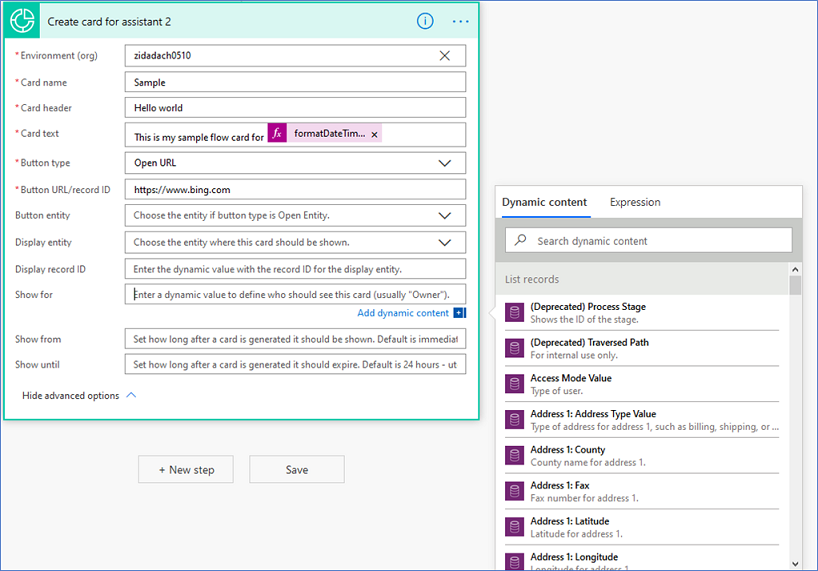 Create card for assistant 2
* Environment (org) zidadach0510
* Card name Sample
* Card header Hello world
* Card text This is my sample flow card for fx formatDateTim... x
* Button type Open URL
* Button URL/record ID https://www.bing.com
Button entity Choose the entity if button type is Open Entity.
Display entity Choose the entity where this card should be shown.
Display record ID Enter the dynamic value with the record ID for the display entity.
Show for Enter a dynamic value to define who should see this card (usually "Owner").
Add dynamic content +
Show from Set how long after a card is generated it should be shown. Default is immediat
Show until Set how long after a card is generated it should expire. Default is 24 hours - ut
Hide advanced options
+ New step Save
Dynamic content Expression
Search dynamic content
List records
(Deprecated) Process Stage
Shows the ID of the stage.
(Deprecated) Traversed Path
For internal use only.
Access Mode Value
Type of user.
Address 1: Address Type Value
Type of address for address 1, such as billing, shipping, or ...
Address 1: County
County name for address 1.
Address 1: Fax
Fax number for address 1.
Address 1: Latitude
Latitude for address 1.
Address 1: Longitude
Longitude for address 1.